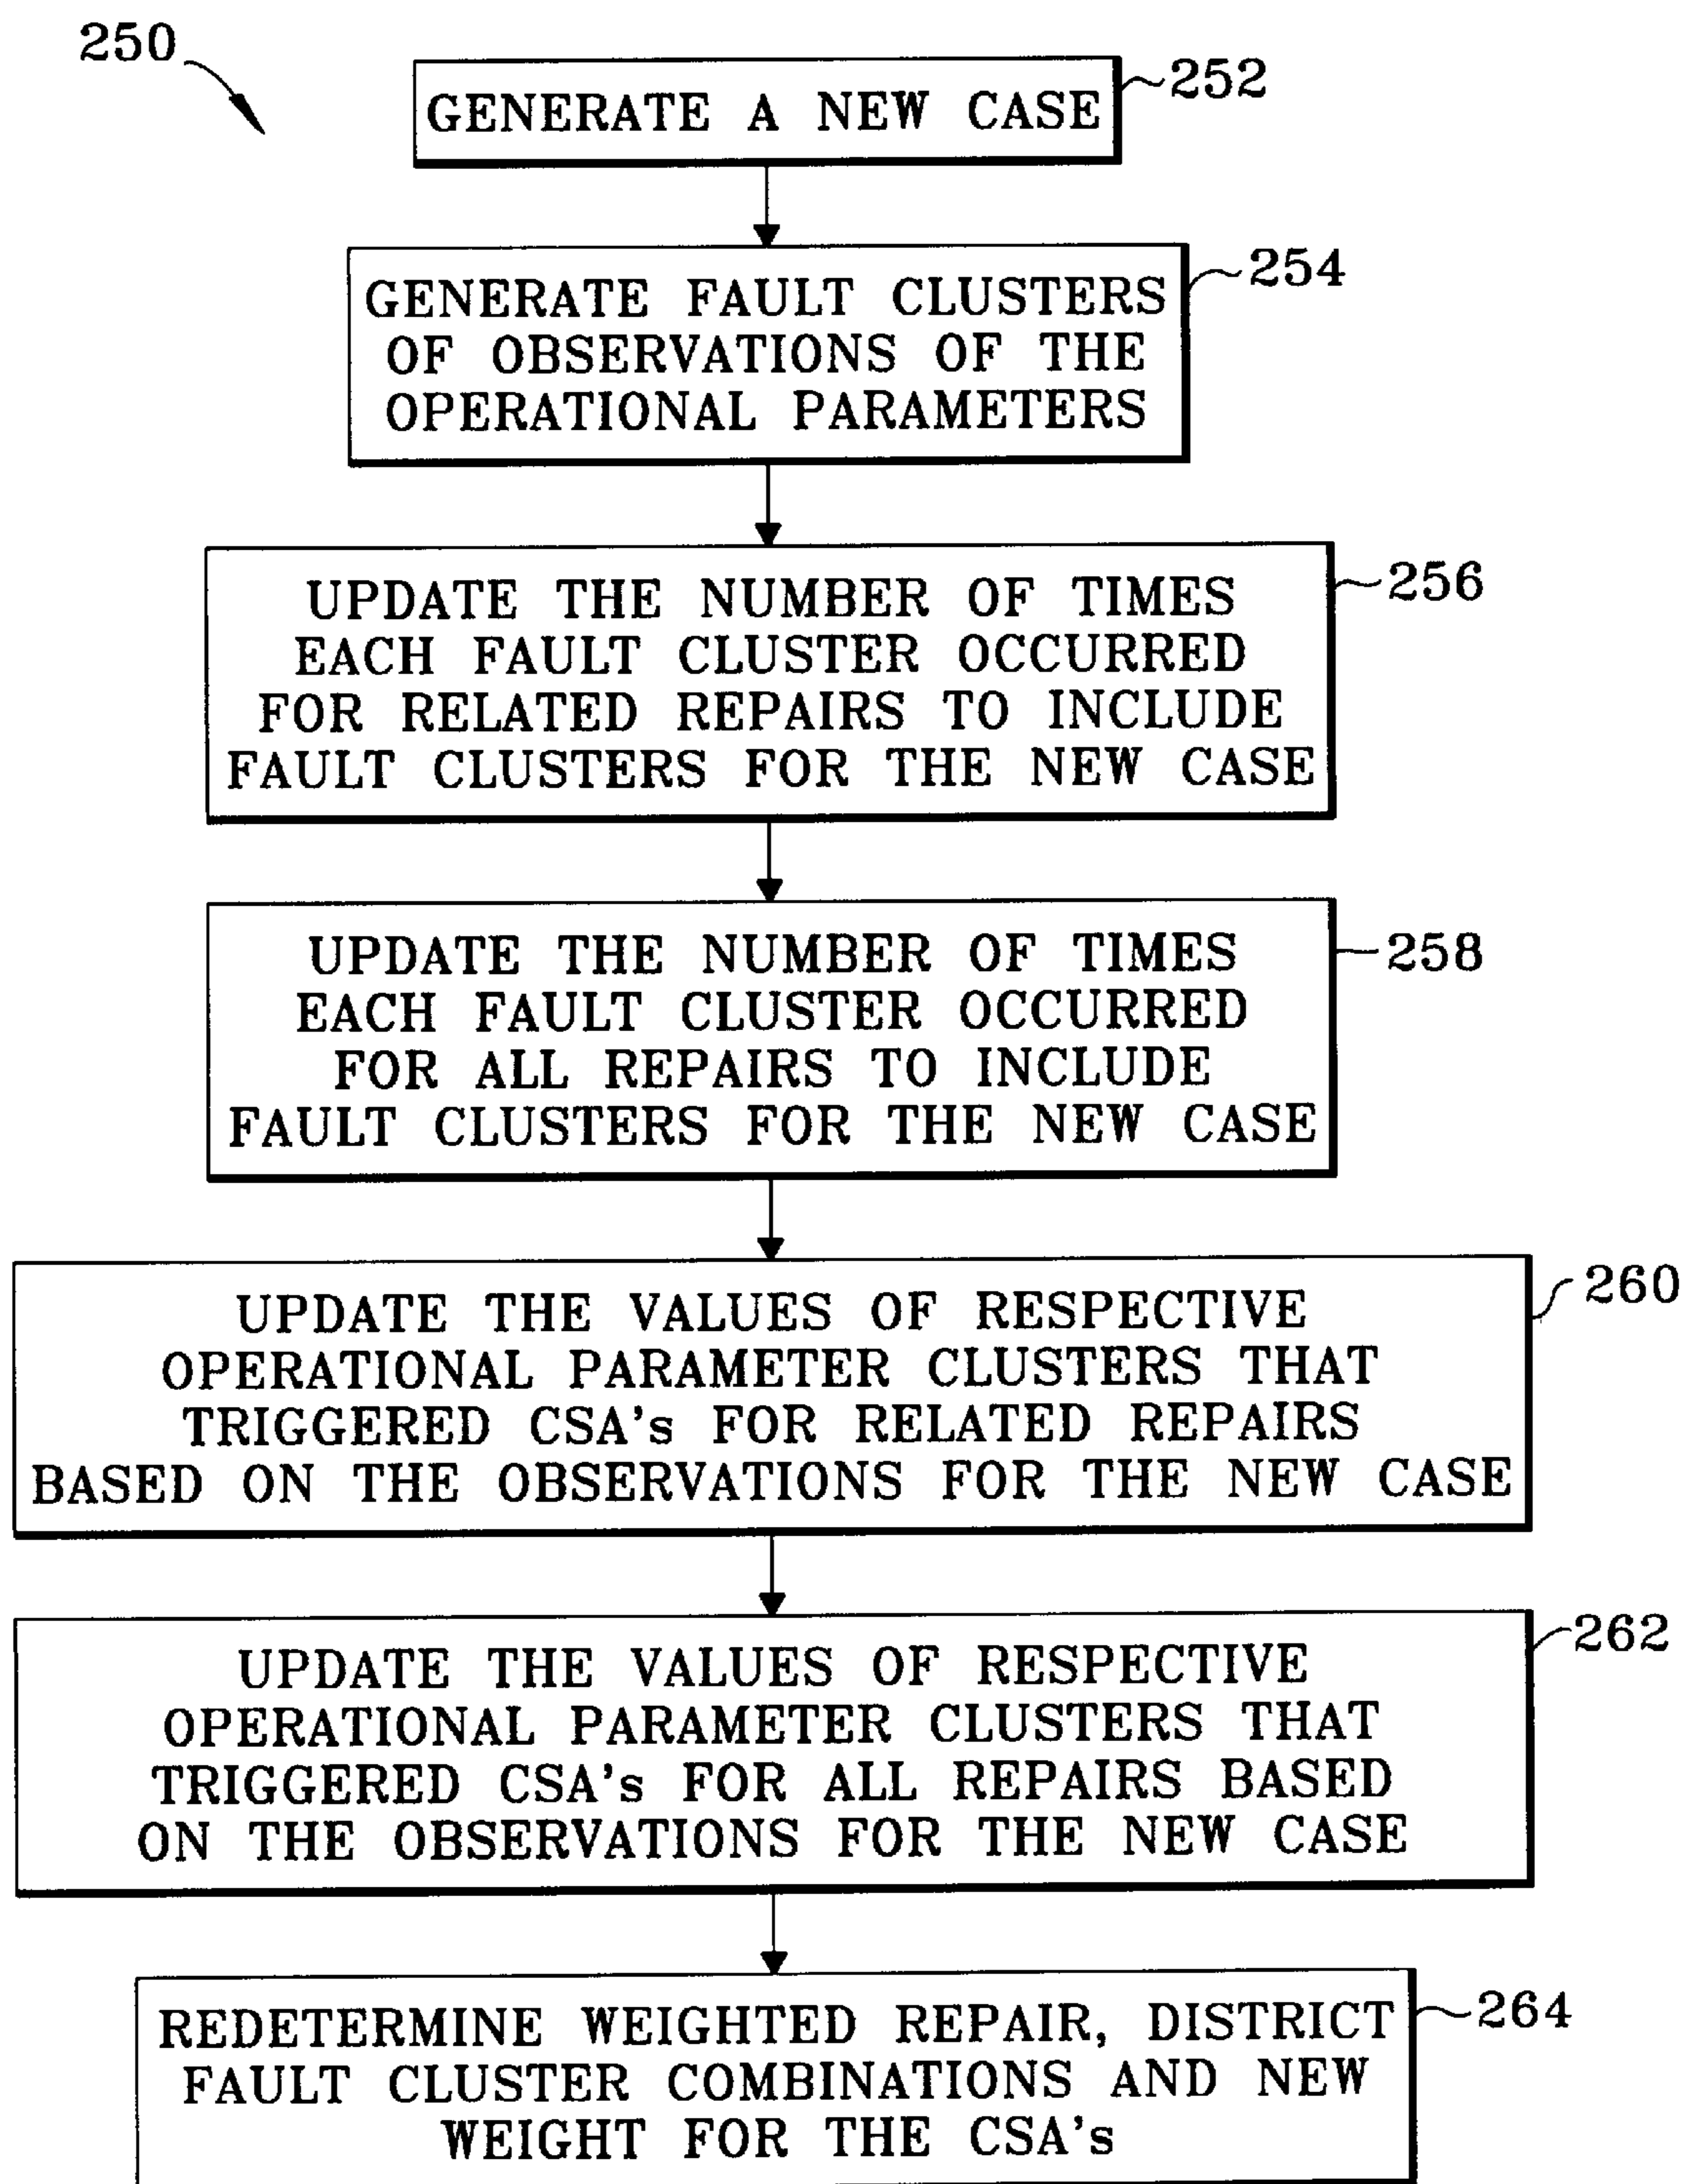 250
GENERATE A NEW CASE
252
GENERATE FAULT CLUSTERS
OF OBSERVATIONS OF THE
OPERATIONAL PARAMETERS
254
UPDATE THE NUMBER OF TIMES
EACH FAULT CLUSTER OCCURRED
FOR RELATED REPAIRS TO INCLUDE
FAULT CLUSTERS FOR THE NEW CASE
256
UPDATE THE NUMBER OF TIMES
EACH FAULT CLUSTER OCCURRED
FOR ALL REPAIRS TO INCLUDE
FAULT CLUSTERS FOR THE NEW CASE
258
UPDATE THE VALUES OF RESPECTIVE
OPERATIONAL PARAMETER CLUSTERS THAT
TRIGGERED CSA's FOR RELATED REPAIRS
BASED ON THE OBSERVATIONS FOR THE NEW CASE
260
UPDATE THE VALUES OF RESPECTIVE
OPERATIONAL PARAMETER CLUSTERS THAT
TRIGGERED CSA's FOR ALL REPAIRS BASED
ON THE OBSERVATIONS FOR THE NEW CASE
262
REDETERMINE WEIGHTED REPAIR, DISTRICT
FAULT CLUSTER COMBINATIONS AND NEW
WEIGHT FOR THE CSA's
264